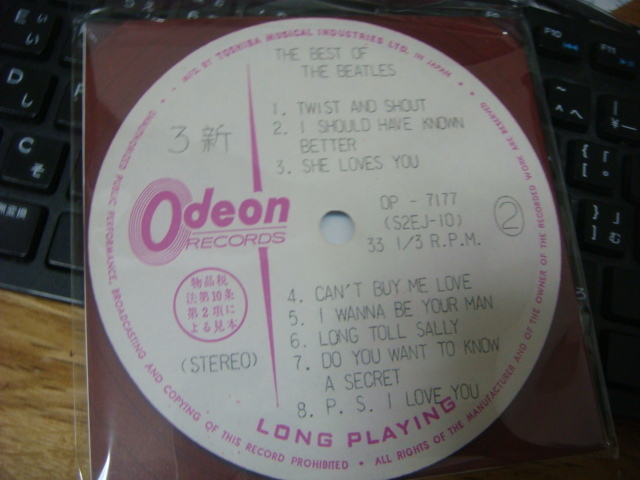 MFD. BY TOSHIBA MUSICAL INDUSTRIES LTD. IN JAPAN
THE BEST OF
THE BEATLES
1. TWIST AND SHOUT
2. I SHOULD HAVE KNOWN
BETTER
3. SHE LOVES YOU
3 新
Odeon
RECORDS
OP - 7177
(S2EJ-10)
33 1/3 R.P.M.
2
物品税
法第10条
第2項に
よる見本
(STEREO)
4. CAN'T BUY ME LOVE
5. I WANNA BE YOUR MAN
6. LONG TOLL SALLY
7. DO YOU WANT TO KNOW
A SECRET
8. P. S. I LOVE YOU
LONG PLAYING
UNAUTHORIZED PUBLIC PERFORMANCE, BROADCASTING AND COPYING OF THIS RECORD PROHIBITED • ALL RIGHTS OF THE MANUFACTURER AND OF THE OWNER OF THE RECORDED WORK ARE RESERVED
E
い
D
し
C
そ
F10
F11